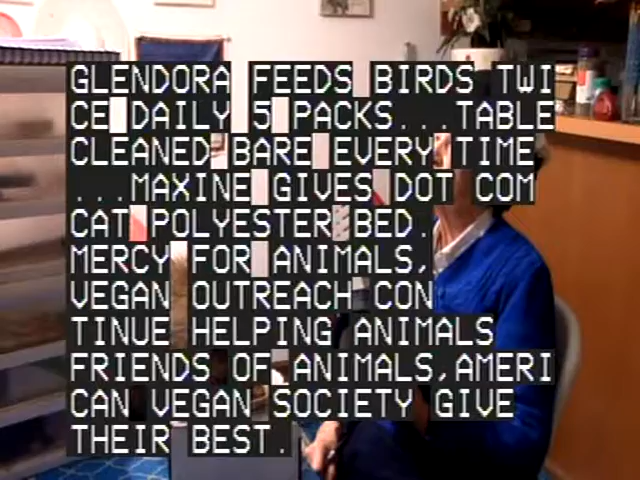 GLENDORA FEEDS BIRDS TWI
CE DAILY 5 PACKS...TABLE
CLEANED BARE EVERY TIME
...MAXINE GIVES DOT COM
CAT POLYESTER BED.
MERCY FOR ANIMALS,
VEGAN OUTREACH CON
TINUE HELPING ANIMALS
FRIENDS OF ANIMALS,AMERI
CAN VEGAN SOCIETY GIVE
THEIR BEST.